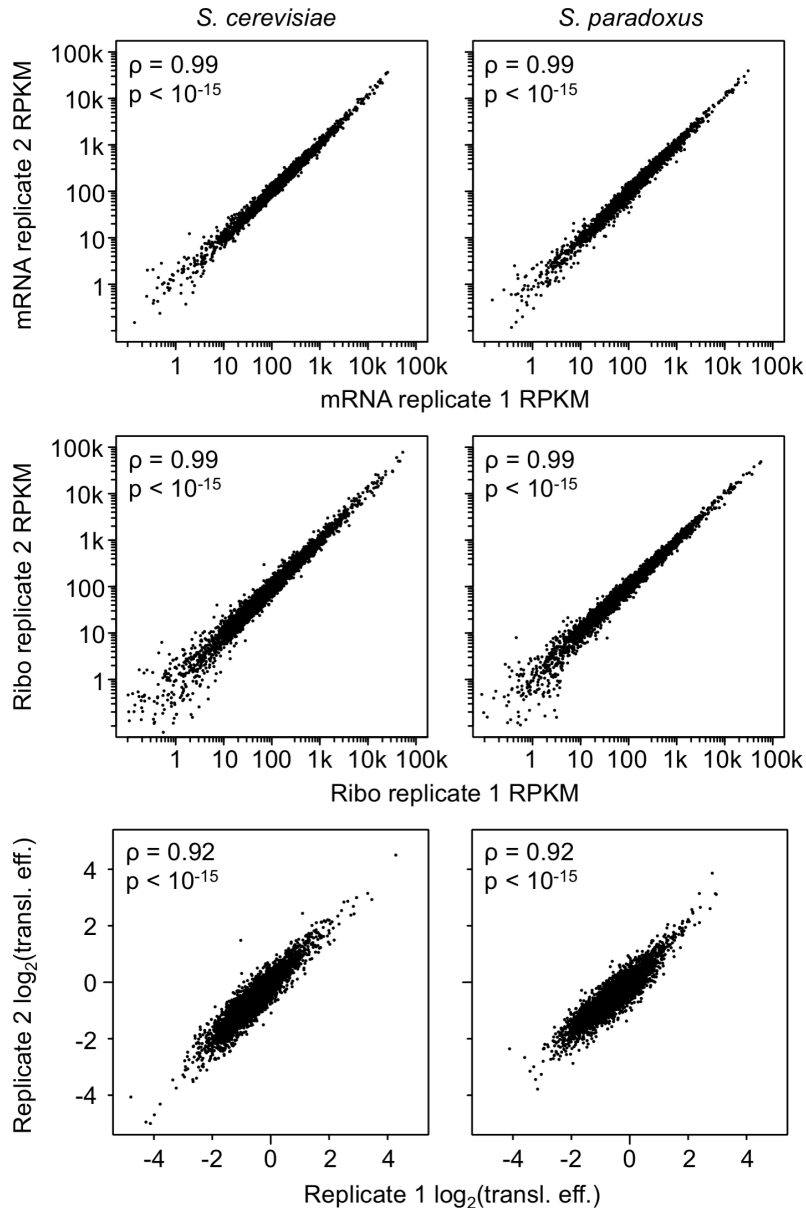 S. cerevisiae
S. paradoxus
mRNA replicate 2 RPKM
100k
10k
1k
100
10
1
ρ = 0.99
p < 10-15
ρ = 0.99
p < 10-15
1 10 100 1k 10k 100k
1 10 100 1k 10k 100k
mRNA replicate 1 RPKM
Ribo replicate 2 RPKM
100k
10k
1k
100
10
1
ρ = 0.99
p < 10-15
ρ = 0.99
p < 10-15
1 10 100 1k 10k 100k
1 10 100 1k 10k 100k
Ribo replicate 1 RPKM
Replicate 2 log2(transl. eff.)
4
2
0
-2
-4
ρ = 0.92
p < 10-15
ρ = 0.92
p < 10-15
-4 -2 0 2 4
-4 -2 0 2 4
Replicate 1 log2(transl. eff.)